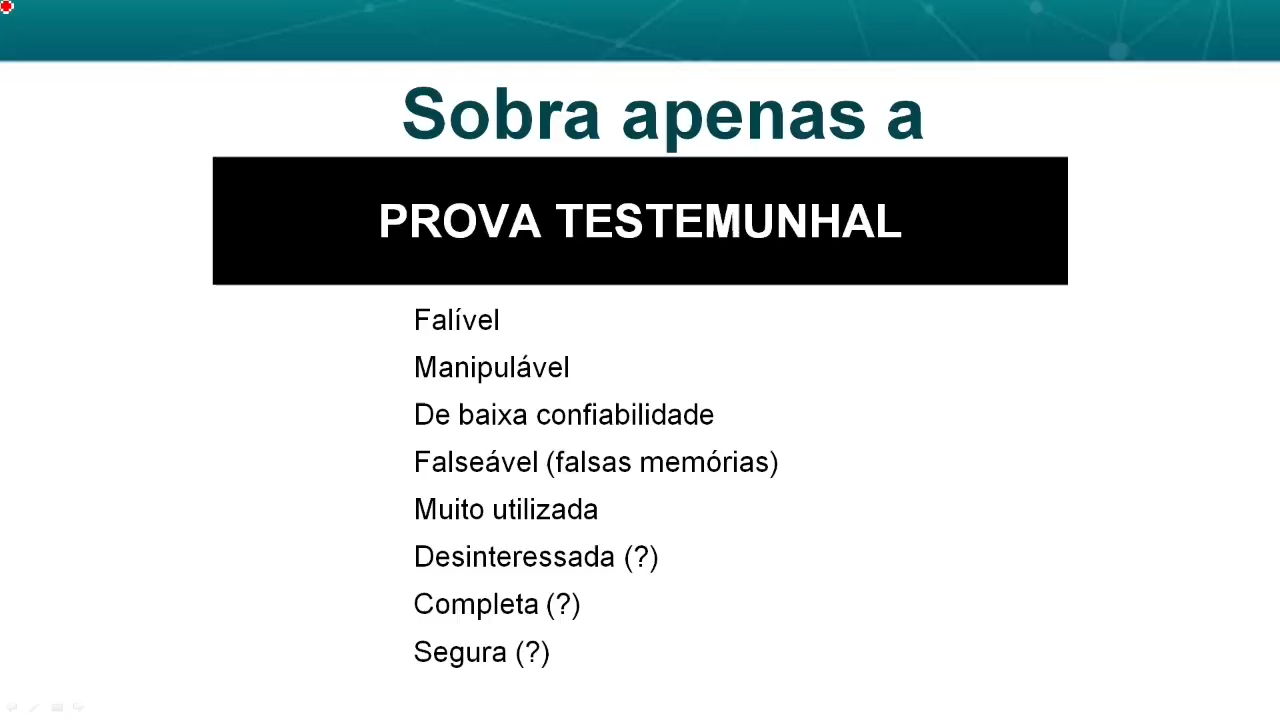 Sobra apenas a
PROVA TESTEMUNHAL
Falível
Manipulável
De baixa confiabilidade
Falseável (falsas memórias)
Muito utilizada
Desinteressada (?)
Completa (?)
Segura (?)